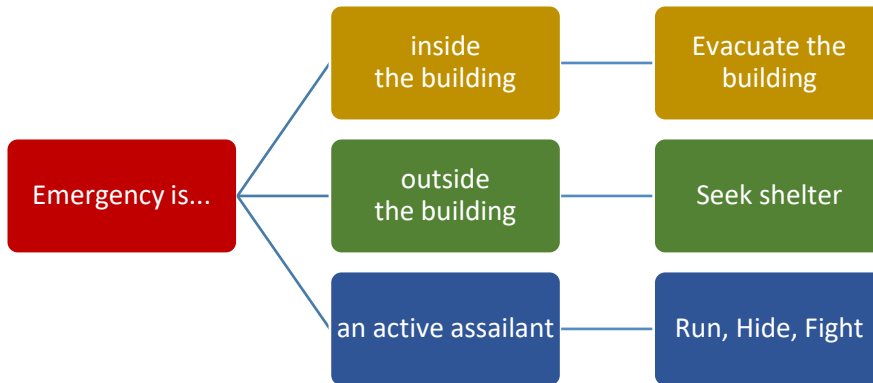 Emergency is...
inside
the building
Evacuate the
building
outside
the building
Seek shelter
an active assailant
Run, Hide, Fight